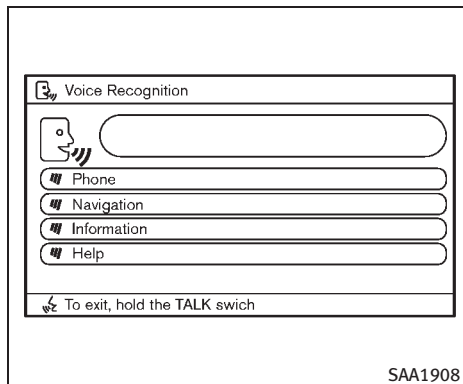 Voice Recognition
Phone
Navigation
Information
Help
To exit, hold the TALK swich
SAA1908